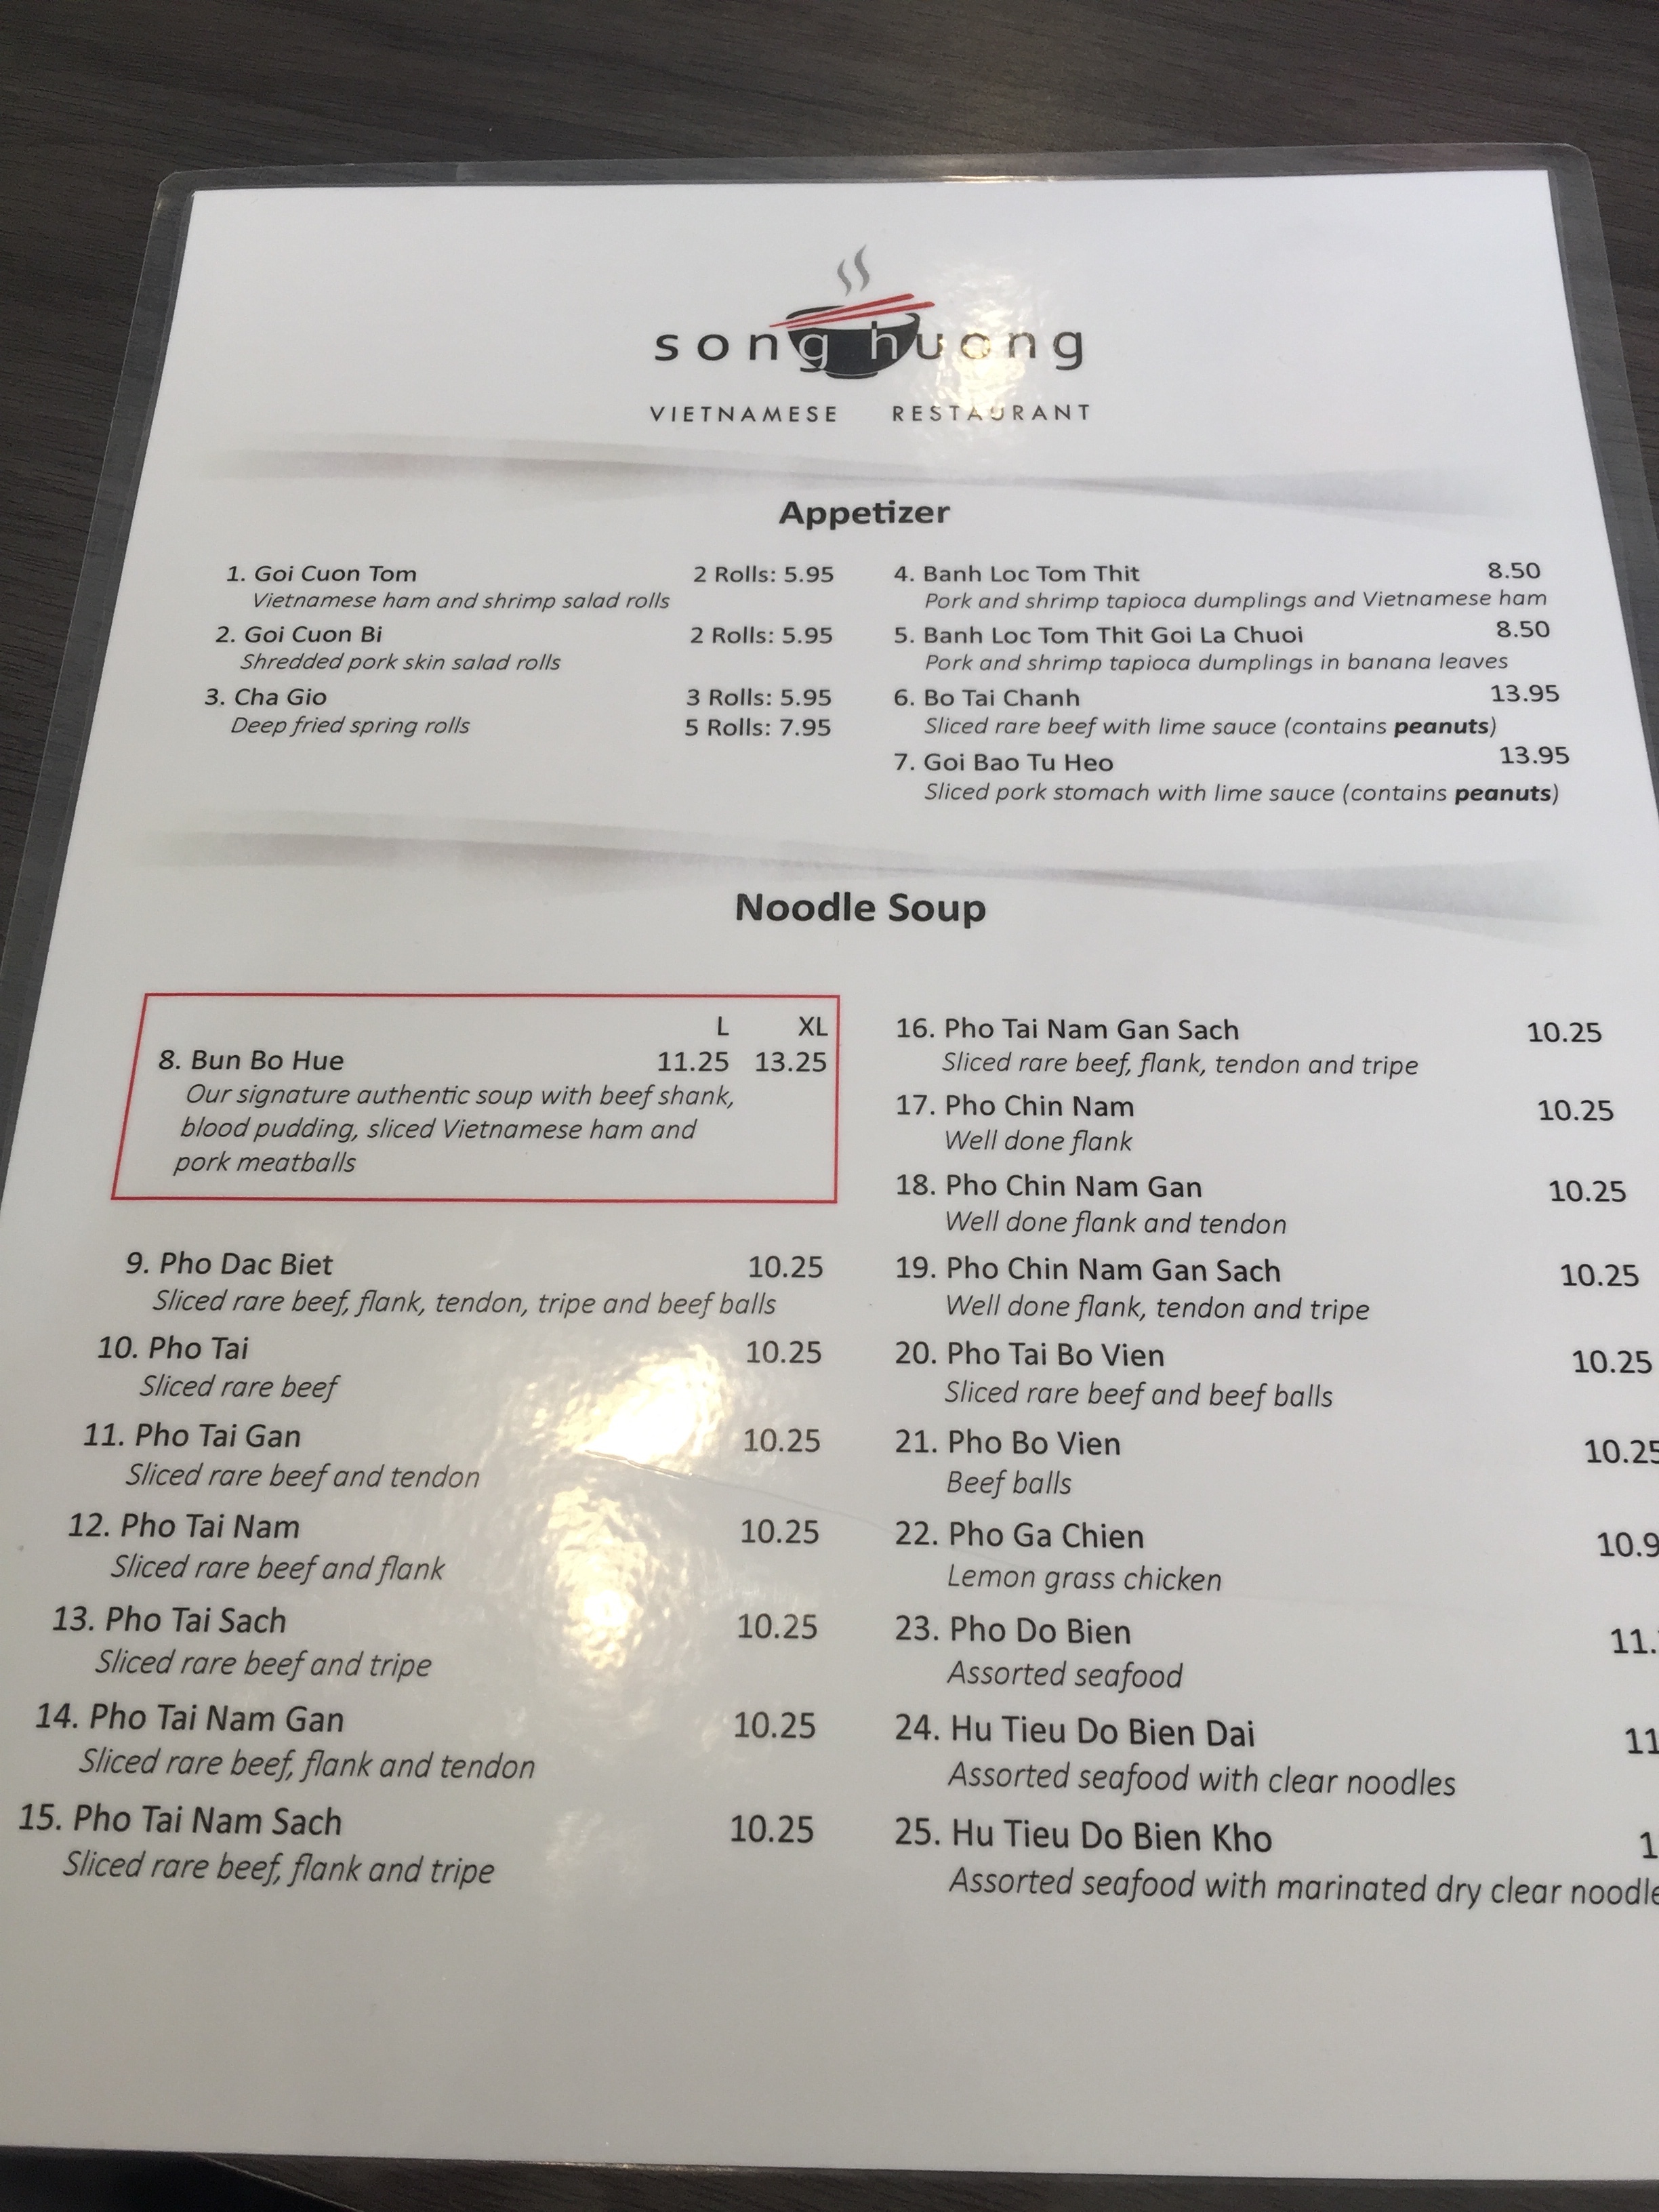 song huong
VIETNAMESE RESTAURANT
Appetizer
1. Goi Cuon Tom 2 Rolls: 5.95
Vietnamese ham and shrimp salad rolls
2. Goi Cuon Bi 2 Rolls: 5.95
Shredded pork skin salad rolls
3. Cha Gio 3 Rolls: 5.95
Deep fried spring rolls 5 Rolls: 7.95
4. Banh Loc Tom Thit 8.50
Pork and shrimp tapioca dumplings and Vietnamese ham
5. Banh Loc Tom Thit Goi La Chuoi 8.50
Pork and shrimp tapioca dumplings in banana leaves
6. Bo Tai Chanh 13.95
Sliced rare beef with lime sauce (contains peanuts)
7. Goi Bao Tu Heo 13.95
Sliced pork stomach with lime sauce (contains peanuts)
Noodle Soup
L XL
8. Bun Bo Hue 11.25 13.25
Our signature authentic soup with beef shank,
blood pudding, sliced Vietnamese ham and
pork meatballs
9. Pho Dac Biet 10.25
Sliced rare beef, flank, tendon, tripe and beef balls
10. Pho Tai 10.25
Sliced rare beef
11. Pho Tai Gan 10.25
Sliced rare beef and tendon
12. Pho Tai Nam 10.25
Sliced rare beef and flank
13. Pho Tai Sach 10.25
Sliced rare beef and tripe
14. Pho Tai Nam Gan 10.25
Sliced rare beef, flank and tendon
15. Pho Tai Nam Sach 10.25
Sliced rare beef, flank and tripe
16. Pho Tai Nam Gan Sach 10.25
Sliced rare beef, flank, tendon and tripe
17. Pho Chin Nam 10.25
Well done flank
18. Pho Chin Nam Gan 10.25
Well done flank and tendon
19. Pho Chin Nam Gan Sach 10.25
Well done flank, tendon and tripe
20. Pho Tai Bo Vien 10.25
Sliced rare beef and beef balls
21. Pho Bo Vien 10.25
Beef balls
22. Pho Ga Chien 10.9
Lemon grass chicken
23. Pho Do Bien 11.
Assorted seafood
24. Hu Tieu Do Bien Dai 11
Assorted seafood with clear noodles
25. Hu Tieu Do Bien Kho 1
Assorted seafood with marinated dry clear noodle